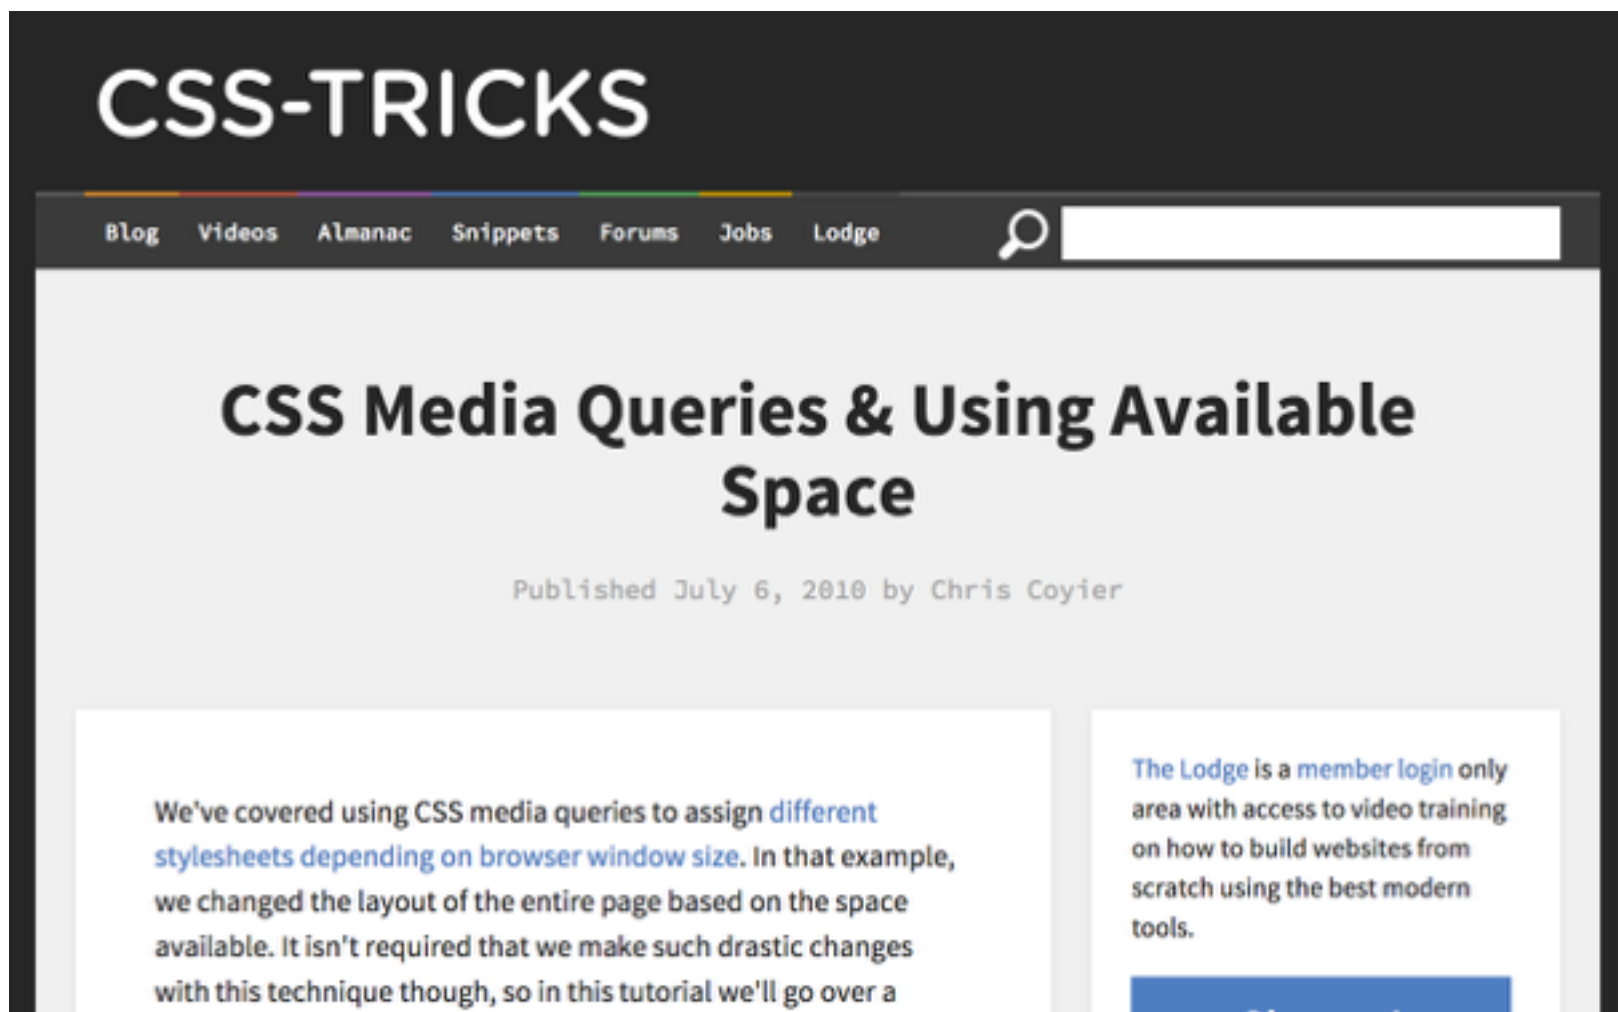 CSS-TRICKS
Blog Videos Almanac Snippets Forums Jobs Lodge
CSS Media Queries & Using Available
Space
Published July 6, 2010 by Chris Coyier
We've covered using CSS media queries to assign different
stylesheets depending on browser window size. In that example,
we changed the layout of the entire page based on the space
available. It isn't required that we make such drastic changes
with this technique though, so in this tutorial we'll go over a
The Lodge is a member login only
area with access to video training
on how to build websites from
scratch using the best modern
tools.